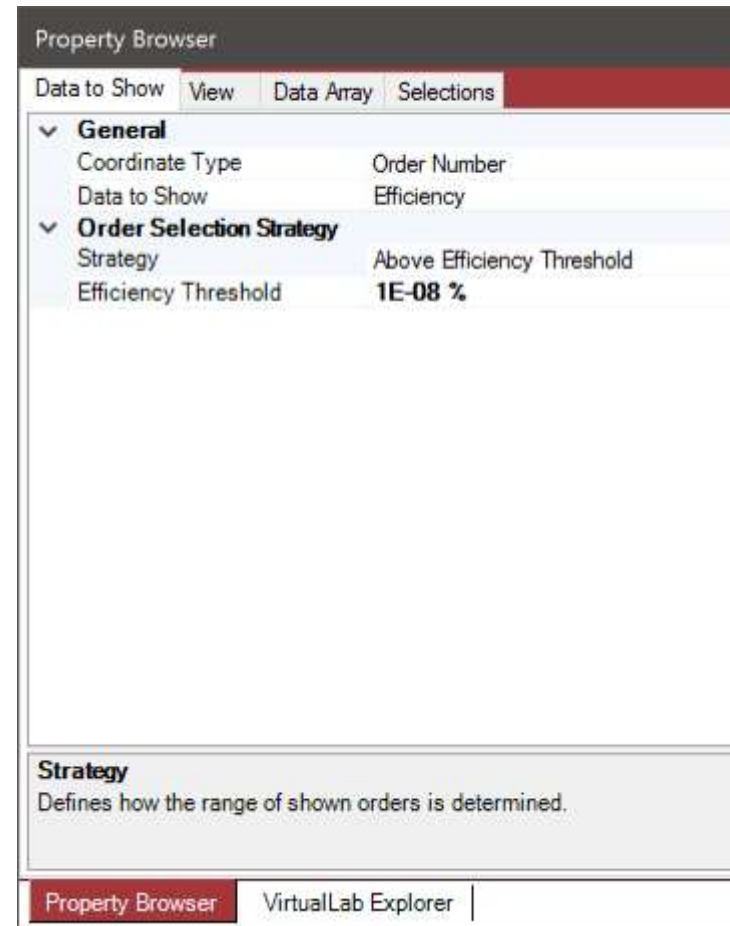 Property Browser
Data to Show View Data Array Selections
General
Coordinate Type Order Number
Data to Show Efficiency
Order Selection Strategy
Strategy Above Efficiency Threshold
Efficiency Threshold 1E-08 %
Strategy
Defines how the range of shown orders is determined.
Property Browser VirtualLab Explorer